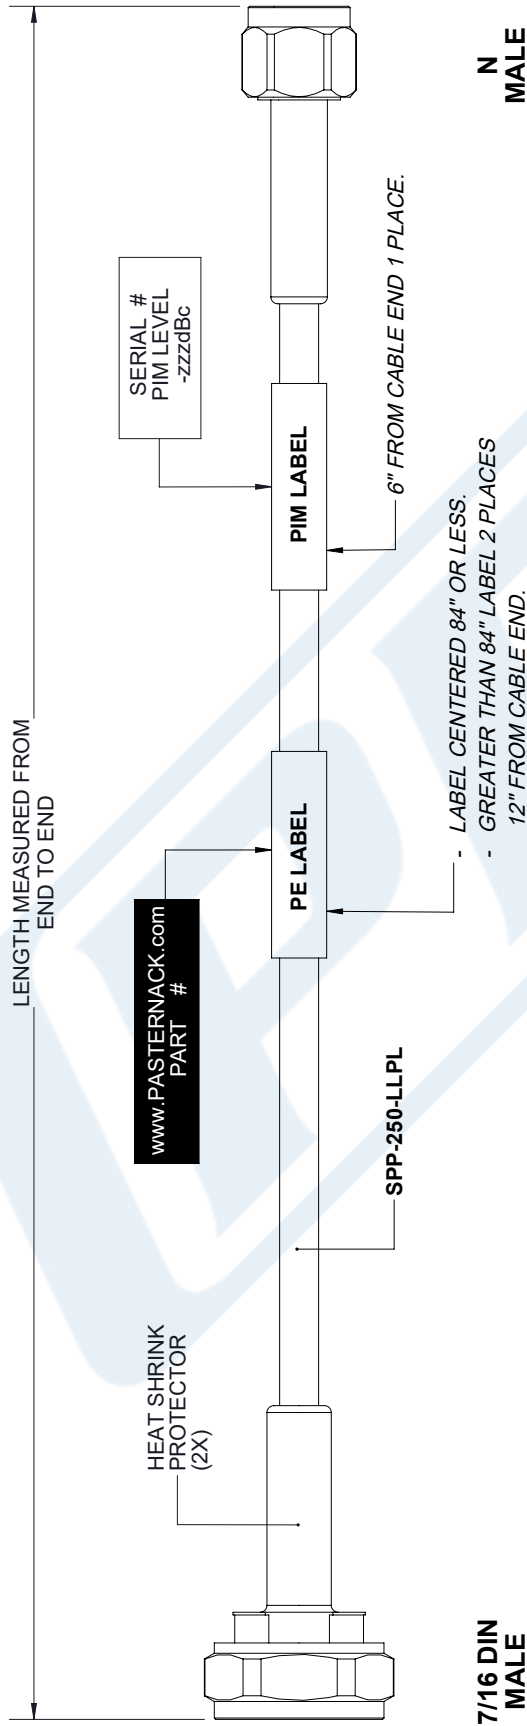 LENGTH MEASURED FROM
END TO END
SERIAL #
PIM LEVEL
-zzzdBc
www.PASTERNACK.com
PART #
HEAT SHRINK
PROTECTOR
(2X)
PE LABEL
PIM LABEL
SPP-250-LLPL
6" FROM CABLE END 1 PLACE.
- LABEL CENTERED 84" OR LESS.
- GREATER THAN 84" LABEL 2 PLACES
12" FROM CABLE END.
7/16 DIN
MALE
N
MALE